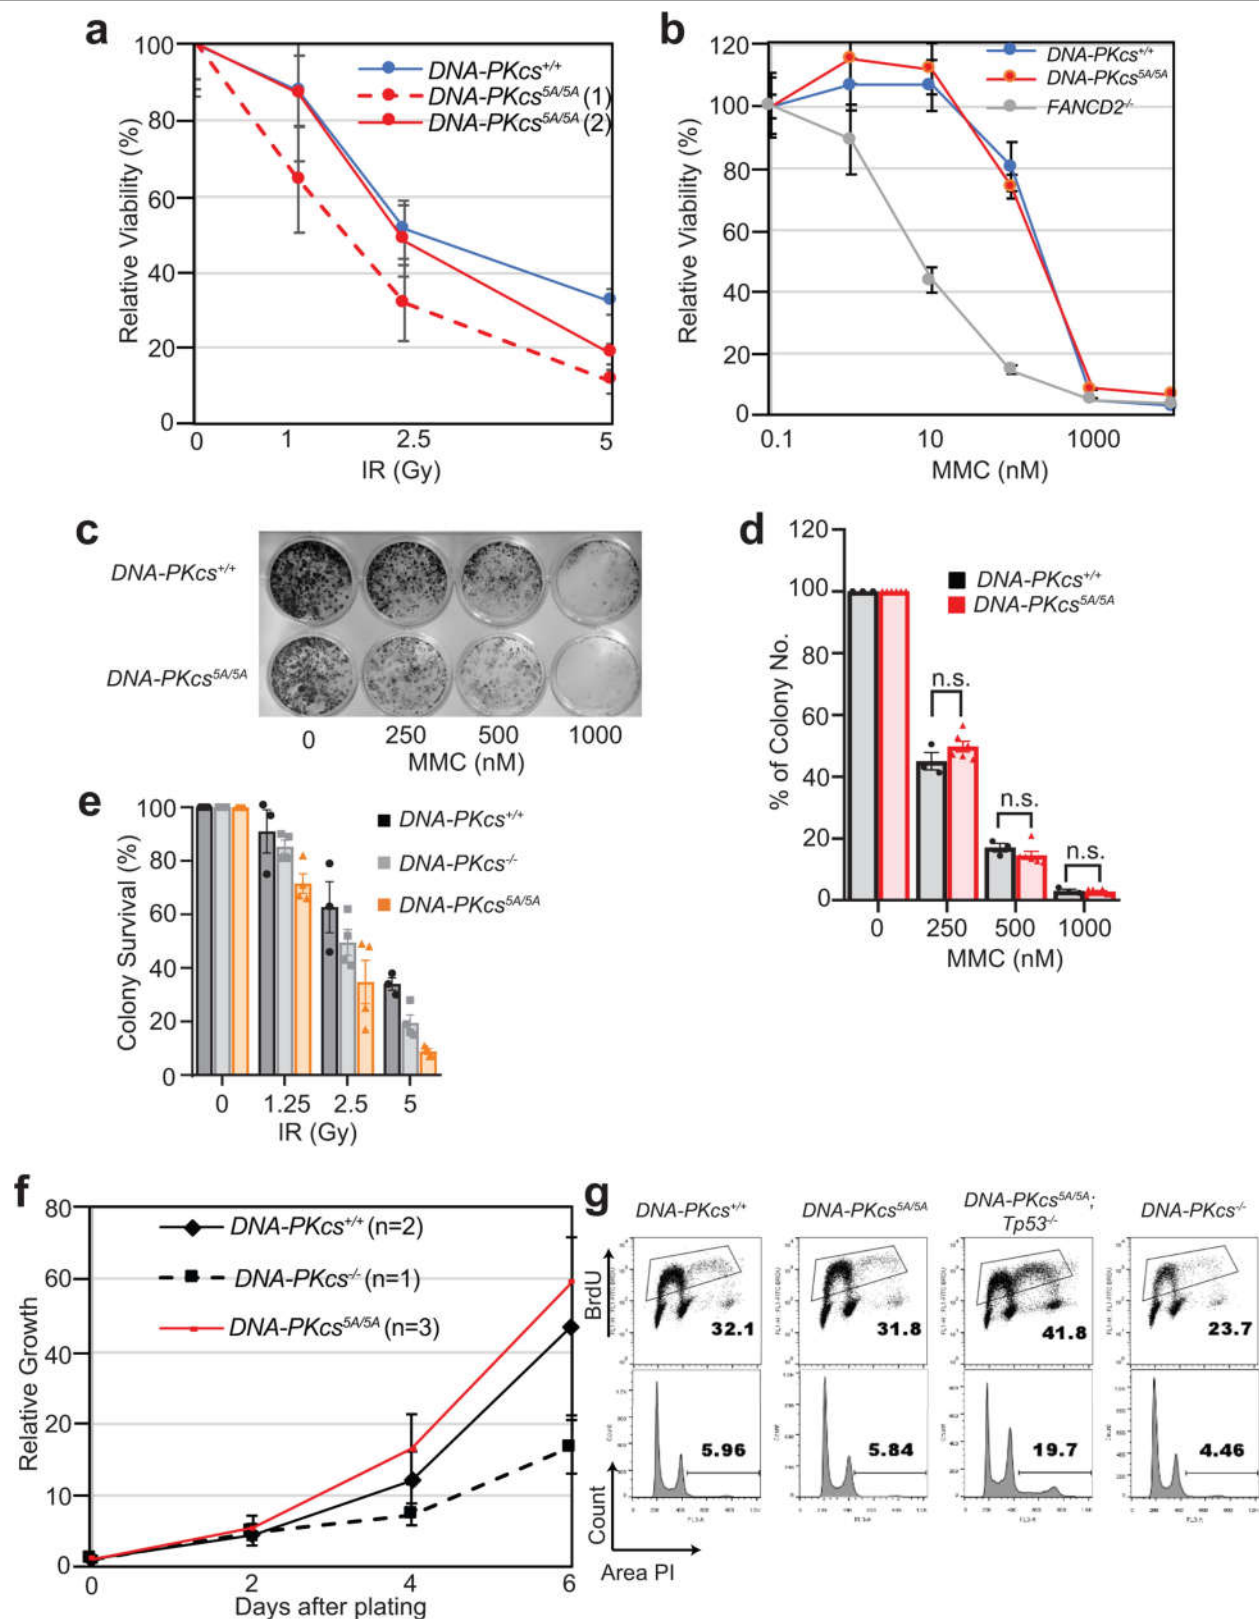 a
100
80
60
40
20
0
Relative Viability (%)
DNA-PKcs+/+
DNA-PKcs5A/5A (1)
DNA-PKcs5A/5A (2)
0 1 2.5 5
IR (Gy)
b
120
100
80
60
40
20
0
Relative Viability (%)
DNA-PKcs+/+
DNA-PKcs5A/5A
FANCD2-/-
0.1 10 1000
MMC (nM)
c
DNA-PKcs+/+
DNA-PKcs5A/5A
0 250 500 1000
MMC (nM)
d
120
100
80
60
40
20
0
% of Colony No.
DNA-PKcs+/+
DNA-PKcs5A/5A
n.s.
n.s.
n.s.
0 250 500 1000
MMC (nM)
e
100
80
60
40
20
0
Colony Survival (%)
DNA-PKcs+/+
DNA-PKcs-/-
DNA-PKcs5A/5A
0 1.25 2.5 5
IR (Gy)
f
80
60
40
20
10
0
Relative Growth
DNA-PKcs+/+ (n=2)
DNA-PKcs-/- (n=1)
DNA-PKcs5A/5A (n=3)
0 2 4 6
Days after plating
g
DNA-PKcs+/+
DNA-PKcs5A/5A
DNA-PKcs5A/5A;
Tp53-/-
DNA-PKcs-/-
BrdU
32.1 31.8 41.8 23.7
5.96 5.84 19.7 4.46
Count
Area PI